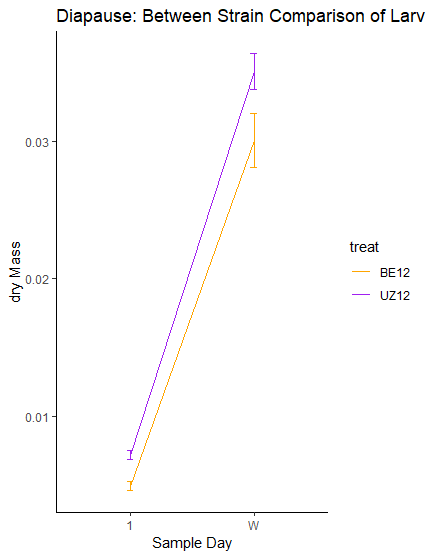 Diapause: Between Strain Comparison of Larv
0.03
0.02
0.01
dry Mass
1
W
Sample Day
treat
BE12
UZ12